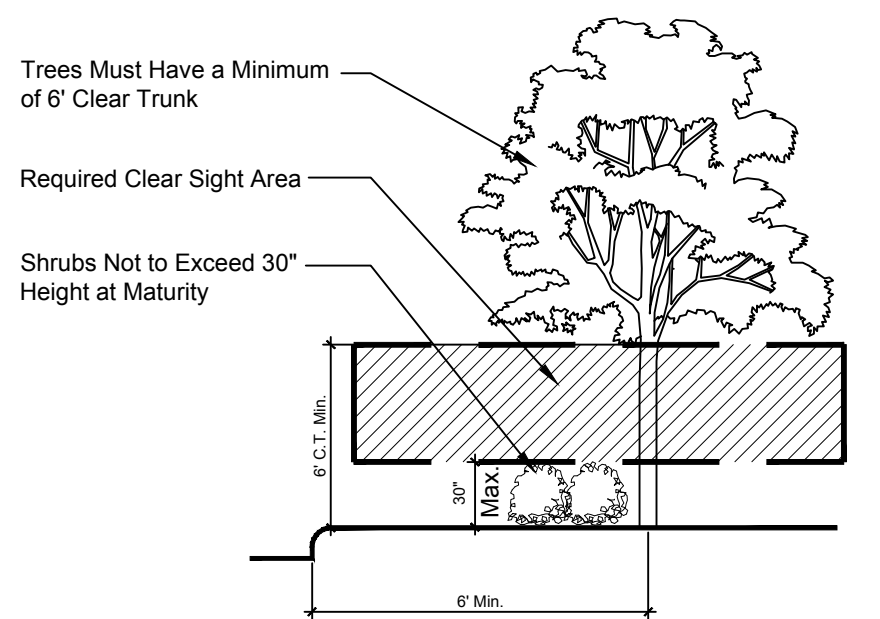 Trees Must Have a Minimum
of 6' Clear Trunk
Required Clear Sight Area
Shrubs Not to Exceed 30"
Height at Maturity
6' C.T. Min.
30"
Max.
6' Min.